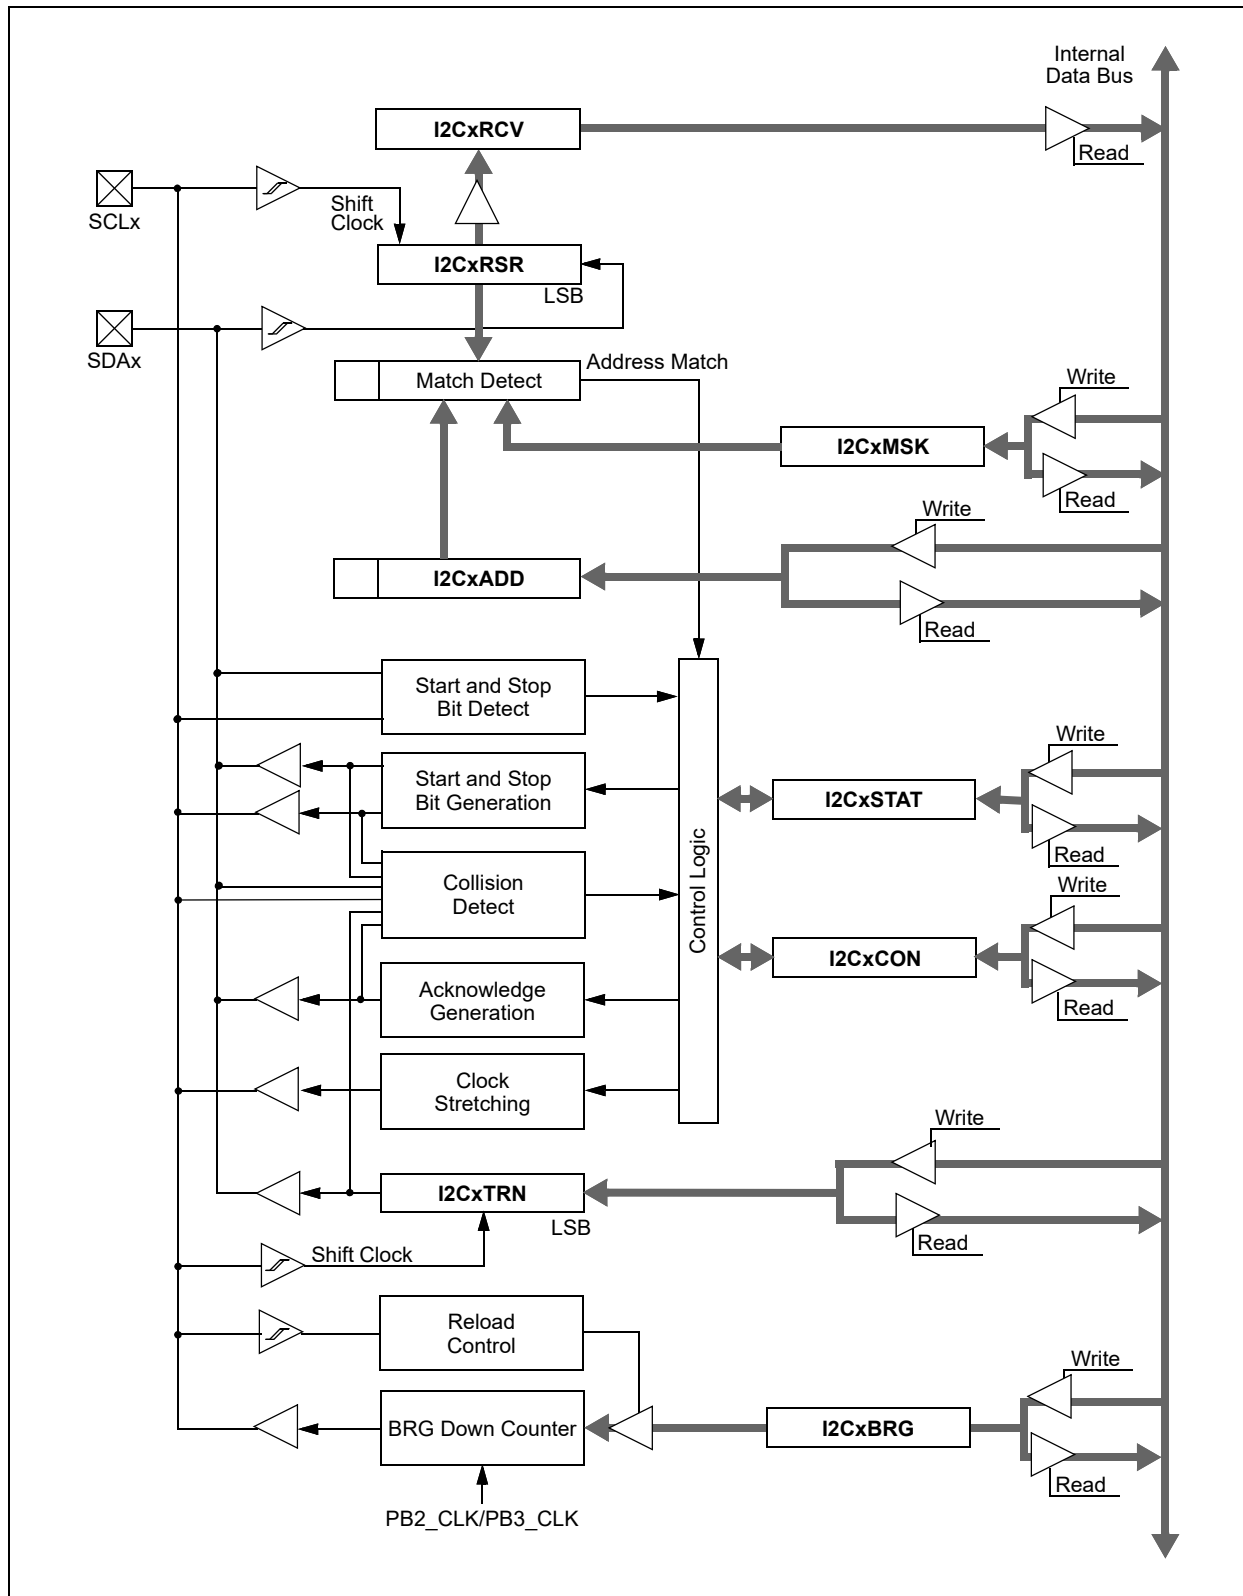 Internal
Data Bus
I2CxRCV
Read
SCLx
Shift
Clock
I2CxRSR
LSB
SDAx
Match Detect
Address Match
Write
I2CxMSK
Read
Write
I2CxADD
Read
Start and Stop
Bit Detect
Write
Start and Stop
Bit Generation
I2CxSTAT
Read
Control Logic
Collision
Detect
Write
I2CxCON
Read
Acknowledge
Generation
Clock
Stretching
Write
I2CxTRN
LSB
Read
Shift Clock
Reload
Control
Write
BRG Down Counter
I2CxBRG
Read
PB2_CLK/PB3_CLK